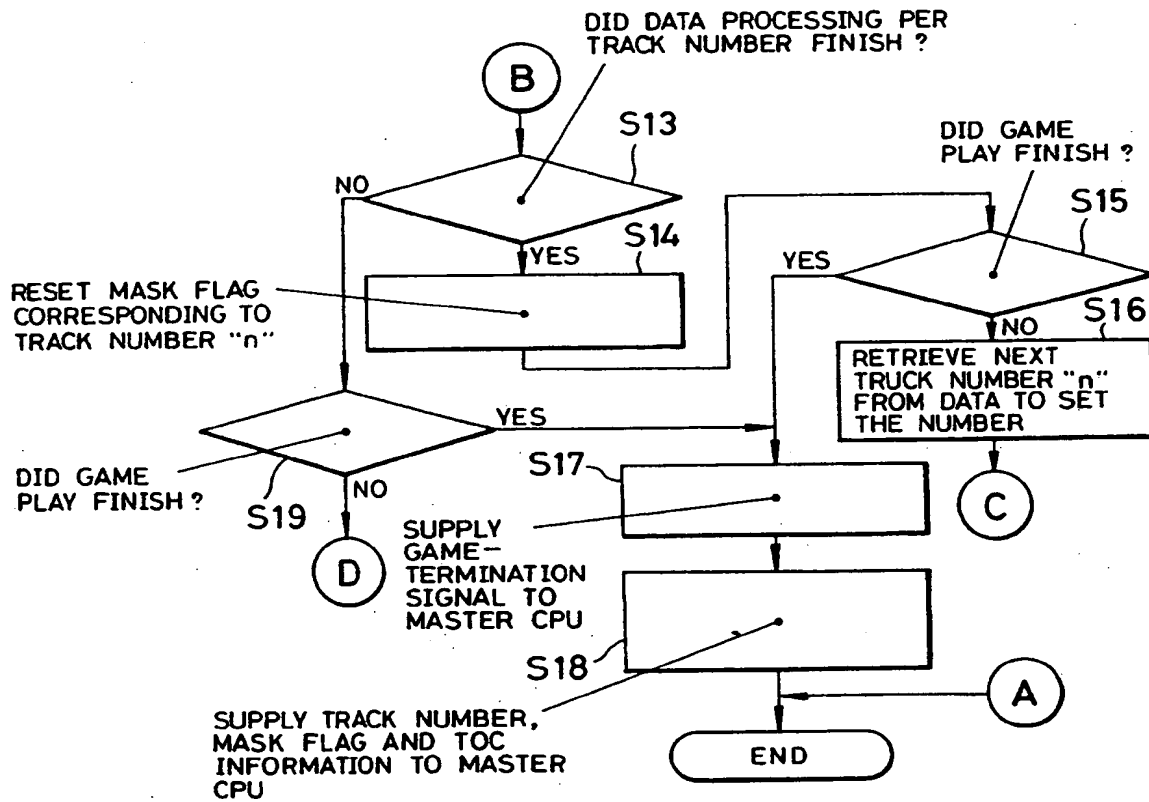 DID DATA PROCESSING PER
TRACK NUMBER FINISH ?
B
S13
DID GAME
PLAY FINISH ?
NO
S15
S14
YES
YES
RESET MASK FLAG
CORRESPONDING TO
TRACK NUMBER "n"
S16
NO
RETRIEVE NEXT
TRUCK NUMBER "n"
FROM DATA TO SET
THE NUMBER
YES
S17
DID GAME
PLAY FINISH ?
S19
NO
C
D
SUPPLY
GAME-
TERMINATION
SIGNAL TO
MASTER CPU
S18
A
SUPPLY TRACK NUMBER,
MASK FLAG AND TOC
INFORMATION TO MASTER
CPU
END